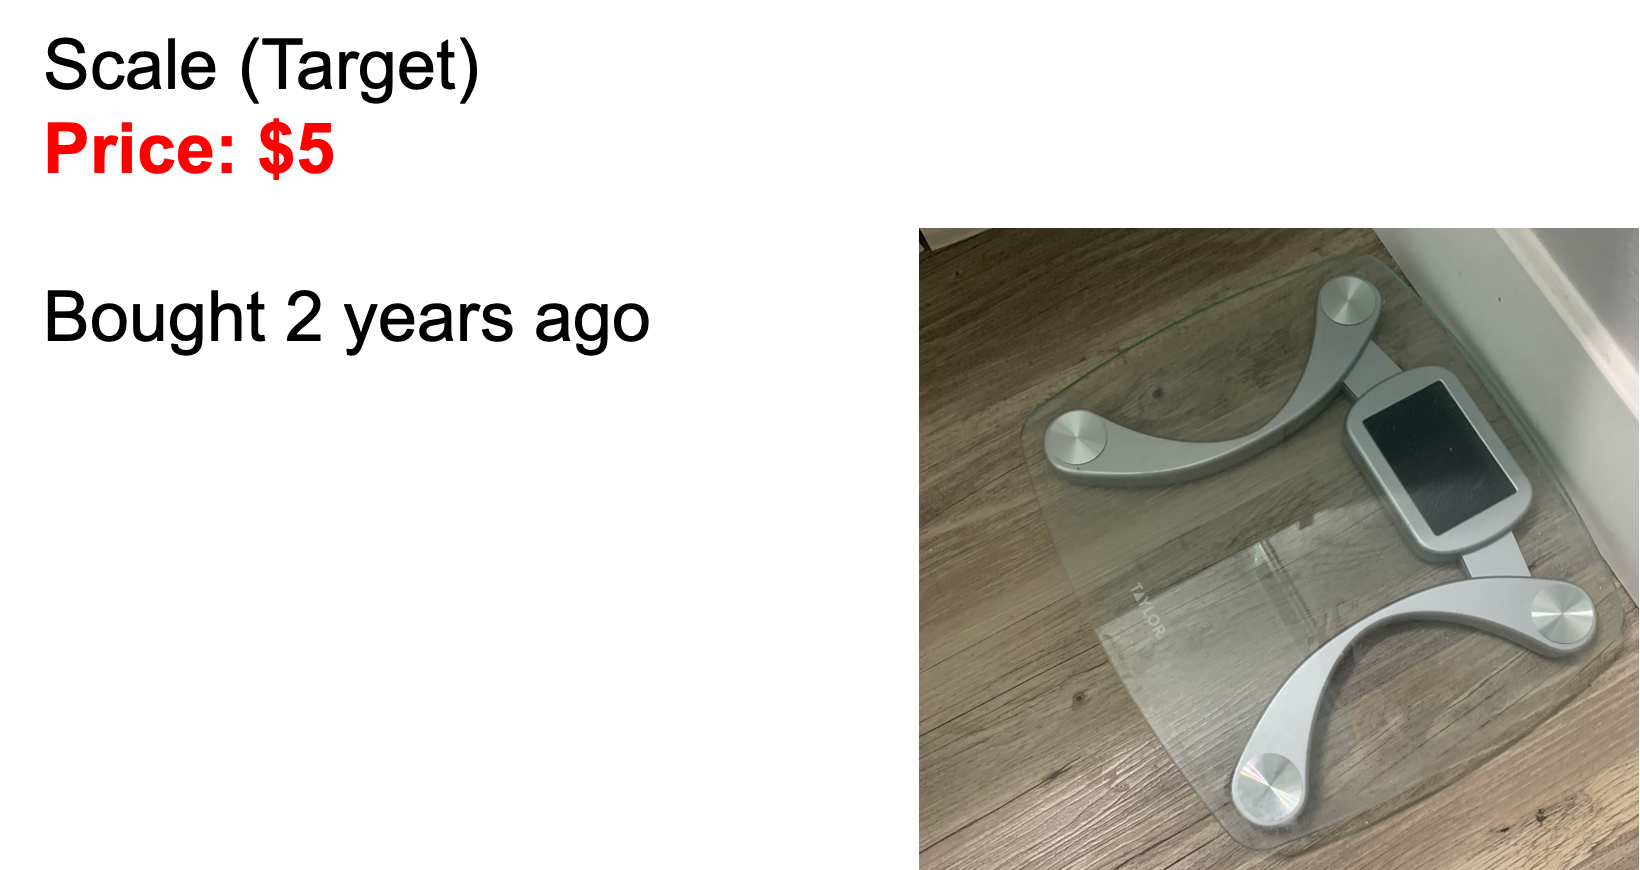 Scale (Target)
Price: $5
Bought 2 years ago
TAYLOR